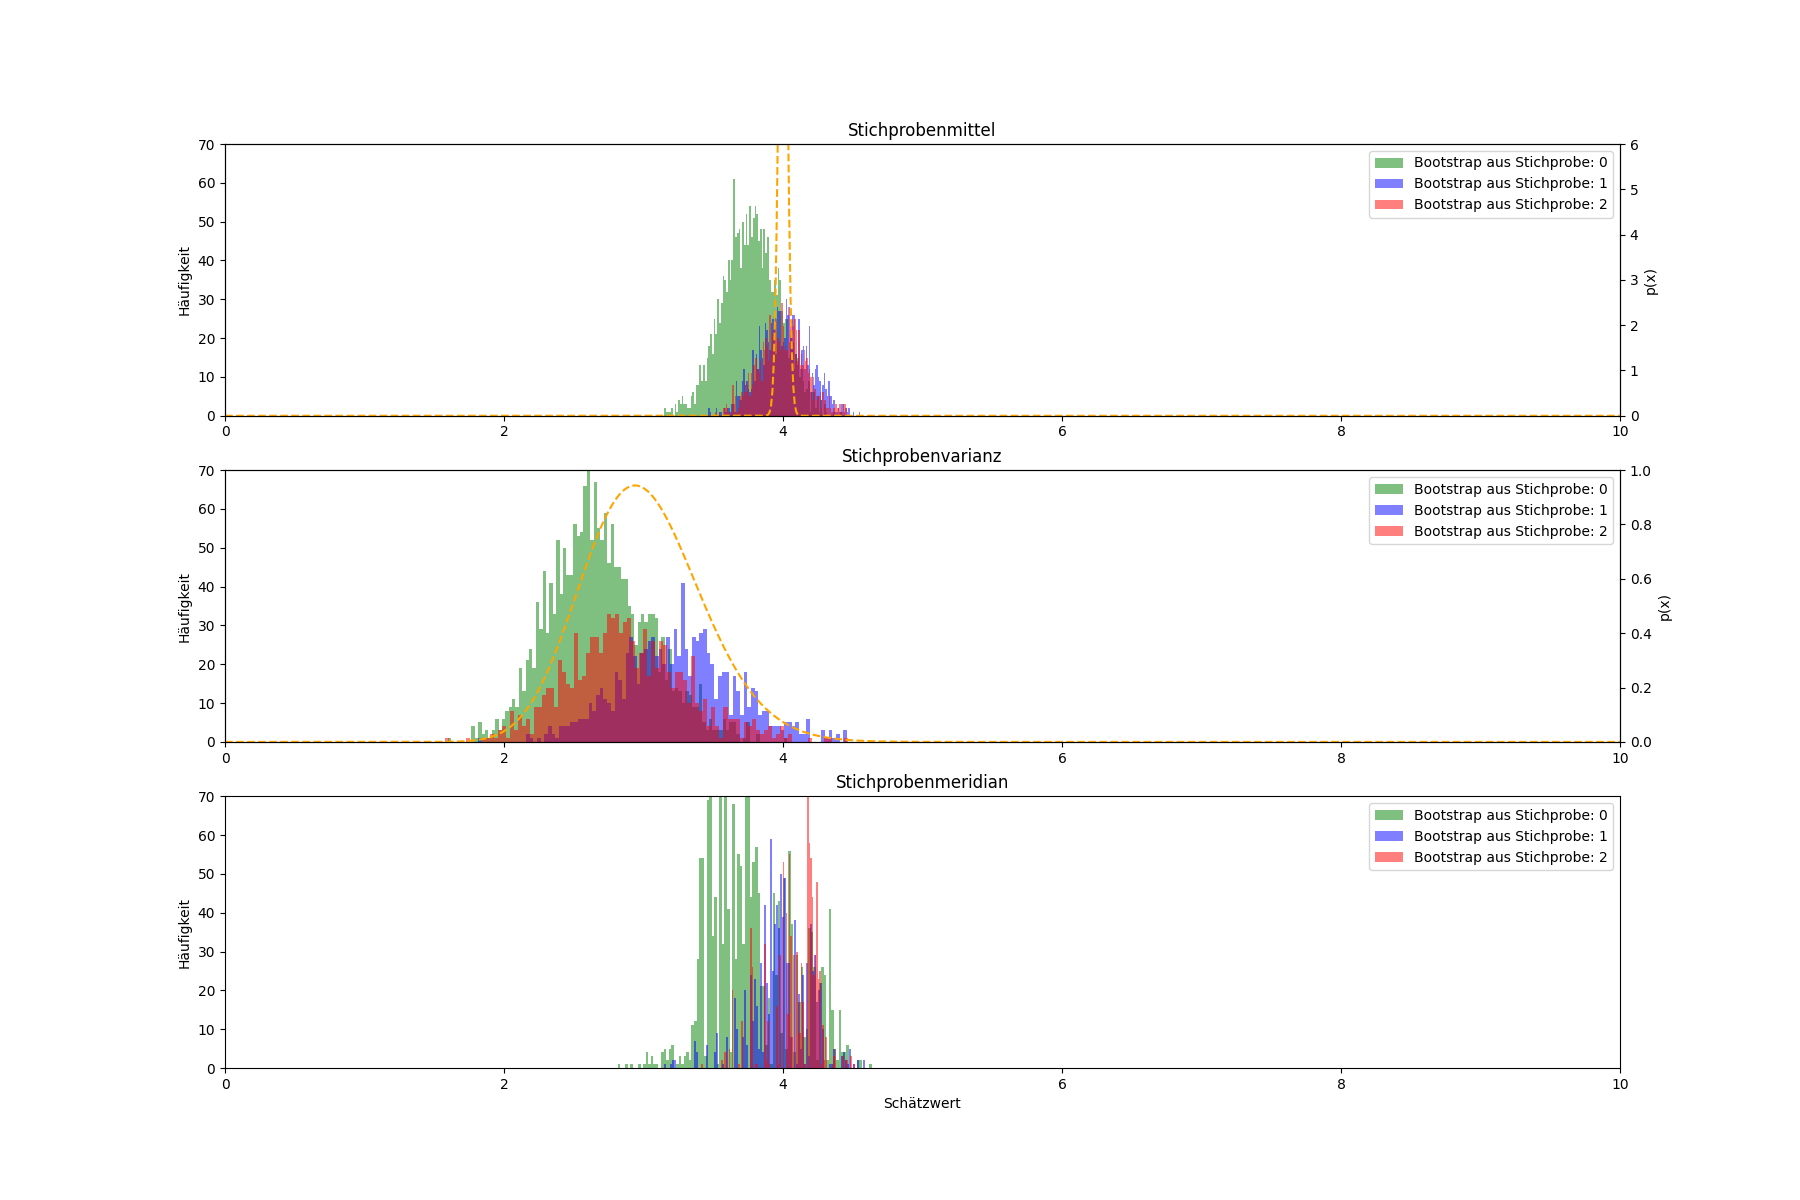 Stichprobenmittel
70
60
50
40
30
20
10
0
Häufigkeit
6
5
4
3
2
1
0
p(x)
Bootstrap aus Stichprobe: 0
Bootstrap aus Stichprobe: 1
Bootstrap aus Stichprobe: 2
0 2 4 6 8 10
Stichprobenvarianz
70
60
50
40
30
20
10
0
Häufigkeit
1.0
0.8
0.6
0.4
0.2
0.0
p(x)
Bootstrap aus Stichprobe: 0
Bootstrap aus Stichprobe: 1
Bootstrap aus Stichprobe: 2
0 2 4 6 8 10
Stichprobenmeridian
70
60
50
40
30
20
10
0
Häufigkeit
Bootstrap aus Stichprobe: 0
Bootstrap aus Stichprobe: 1
Bootstrap aus Stichprobe: 2
0 2 4 6 8 10
Schätzwert